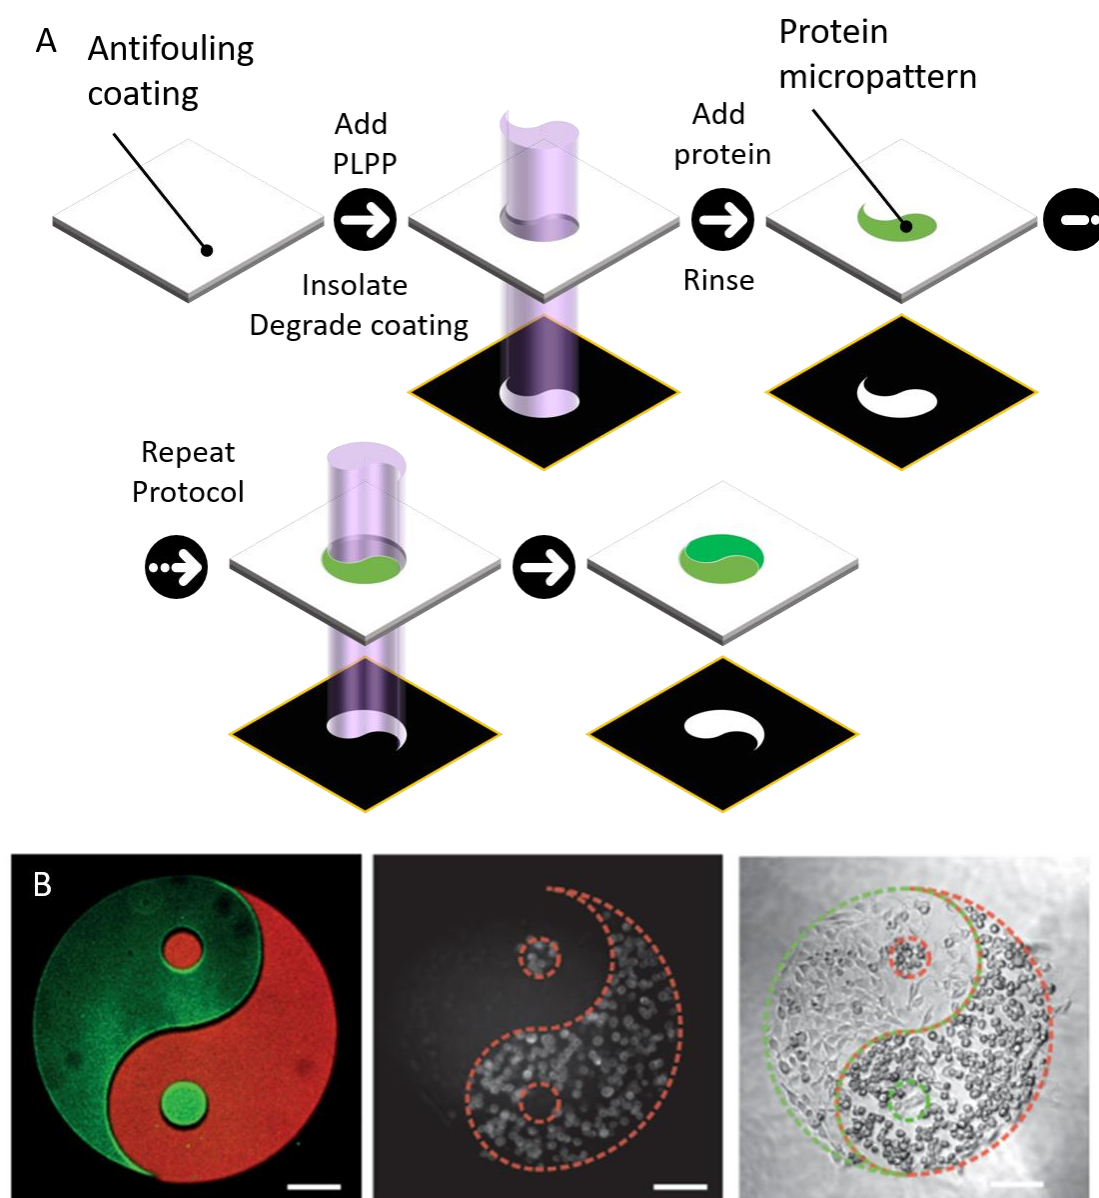 A
Antifouling
coating
Add
PLPP
Insolate
Degrade coating
Add
protein
Rinse
Protein
micropattern
Repeat
Protocol
B